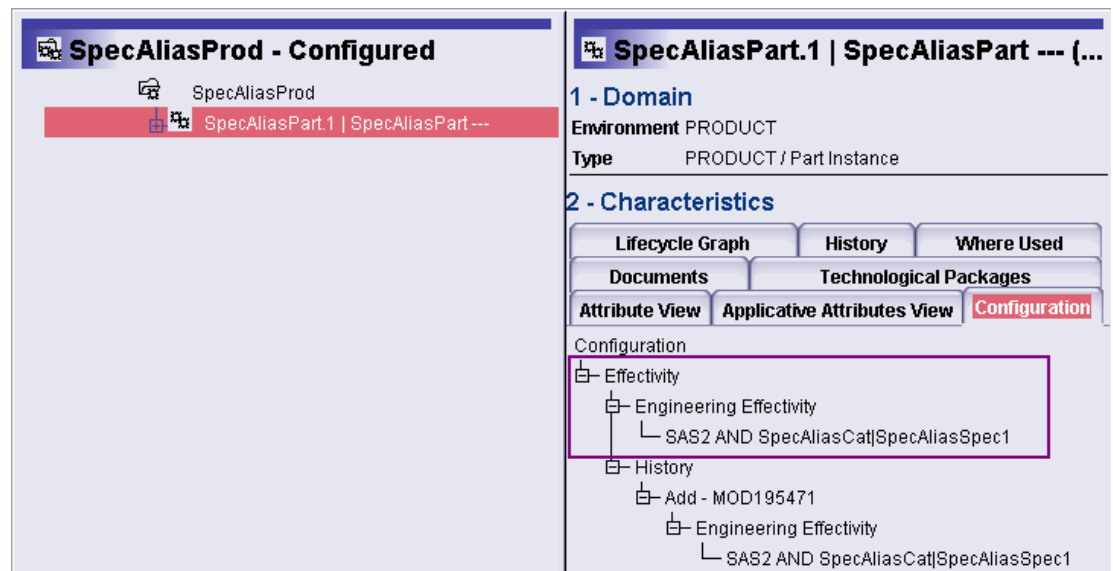 SpecAliasProd - Configured
SpecAliasProd
SpecAliasPart.1 | SpecAliasPart ---
SpecAliasPart.1 | SpecAliasPart --- (...
1 - Domain
Environment PRODUCT
Type PRODUCT / Part Instance
2 - Characteristics
Lifecycle Graph History Where Used
Documents Technological Packages
Attribute View Applicative Attributes View Configuration
Configuration
Effectivity
Engineering Effectivity
SAS2 AND SpecAliasCat|SpecAliasSpec1
History
Add - MOD195471
Engineering Effectivity
SAS2 AND SpecAliasCat|SpecAliasSpec1